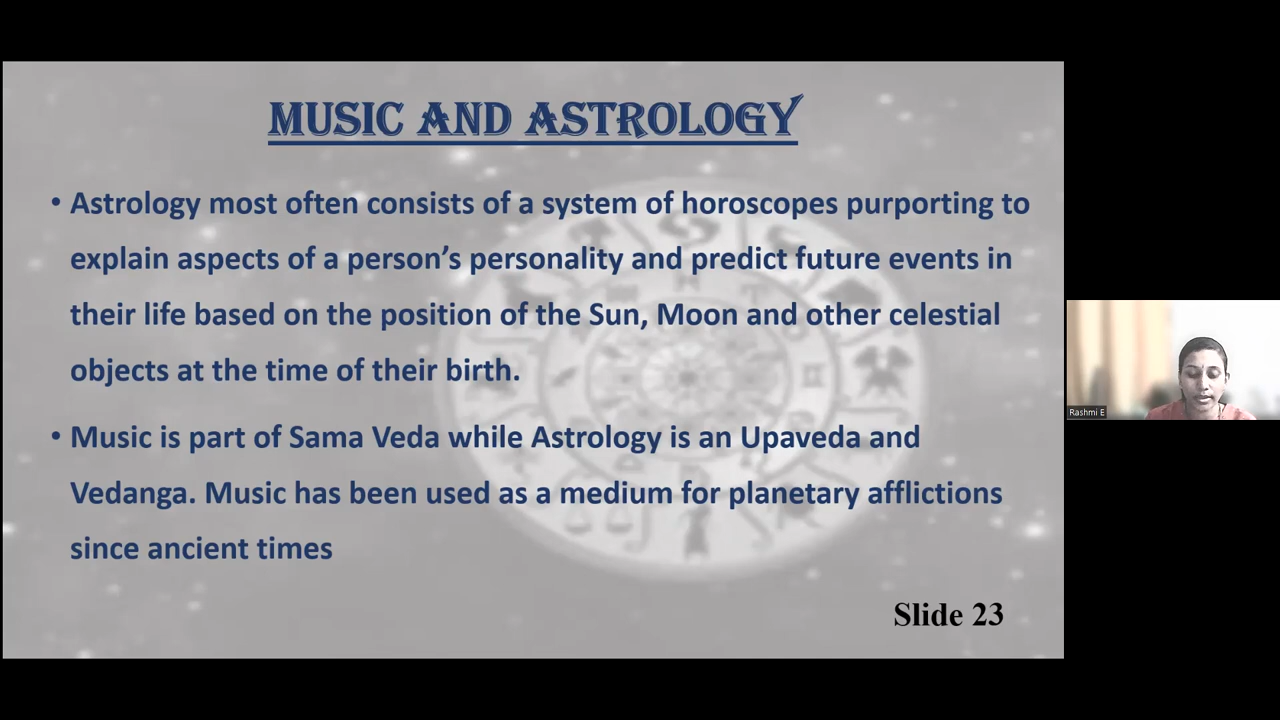 MUSIC AND ASTROLOGY
• Astrology most often consists of a system of horoscopes purporting to
explain aspects of a person’s personality and predict future events in
their life based on the position of the Sun, Moon and other celestial
objects at the time of their birth.
• Music is part of Sama Veda while Astrology is an Upaveda and
Vedanga. Music has been used as a medium for planetary afflictions
since ancient times
Slide 23
Rashmi E